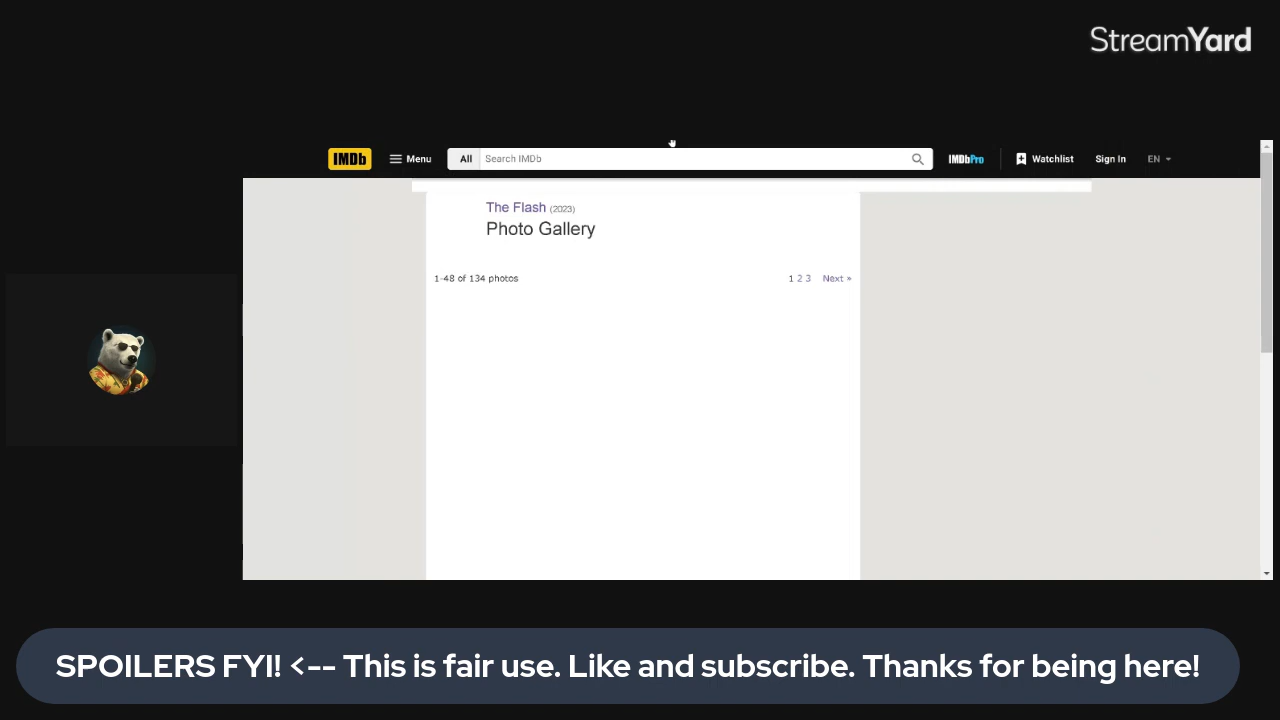 StreamYard
IMDb Menu All Search IMDb IMDbPro Watchlist Sign In EN
The Flash (2023)
Photo Gallery
1-48 of 134 photos 1 2 3 Next »
SPOILERS FYI! <-- This is fair use. Like and subscribe. Thanks for being here!